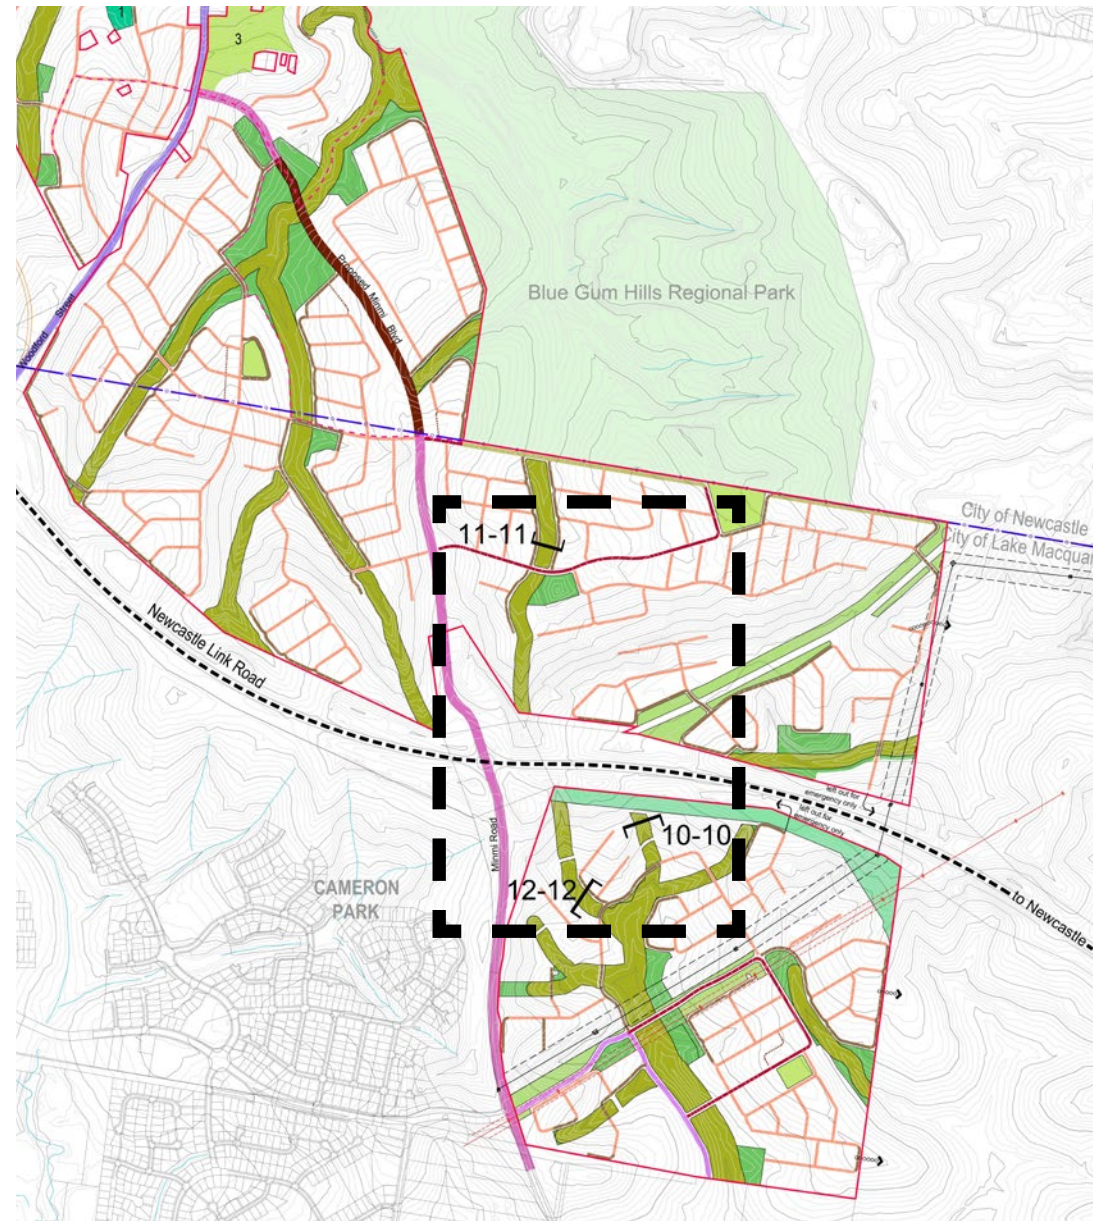 1
3
Woodford Street
Proposed Minmi Blvd
Blue Gum Hills Regional Park
City of Newcastle
City of Lake Macquar
11-11
Newcastle Link Road
left out for
emergency only
left out for
emergency only
Minmi Road
10-10
12-12
CAMERON
PARK
to Newcastle